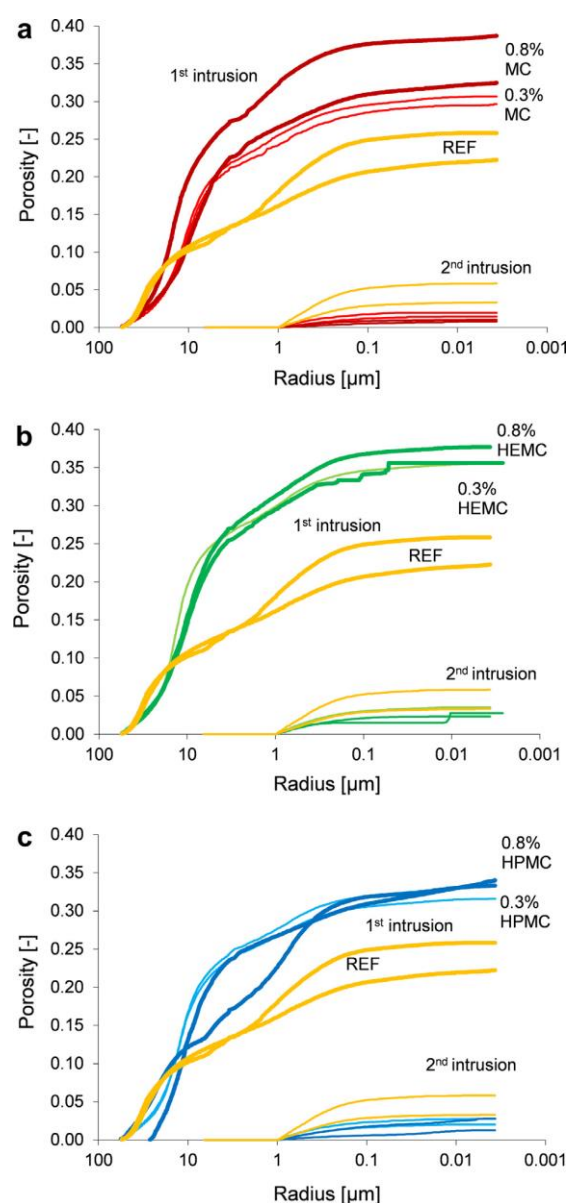 a
0.40
0.35
0.30
0.25
0.20
0.15
0.10
0.05
0.00
Porosity [-]
1st intrusion
0.8%
MC
0.3%
MC
REF
2nd intrusion
100
10
1
0.1
0.01
0.001
Radius [µm]
b
0.40
0.35
0.30
0.25
0.20
0.15
0.10
0.05
0.00
Porosity [-]
0.8%
HEMC
0.3%
HEMC
1st intrusion
REF
2nd intrusion
100
10
1
0.1
0.01
0.001
Radius [µm]
c
0.40
0.35
0.30
0.25
0.20
0.15
0.10
0.05
0.00
Porosity [-]
0.8%
HPMC
0.3%
HPMC
1st intrusion
REF
2nd intrusion
100
10
1
0.1
0.01
0.001
Radius [µm]